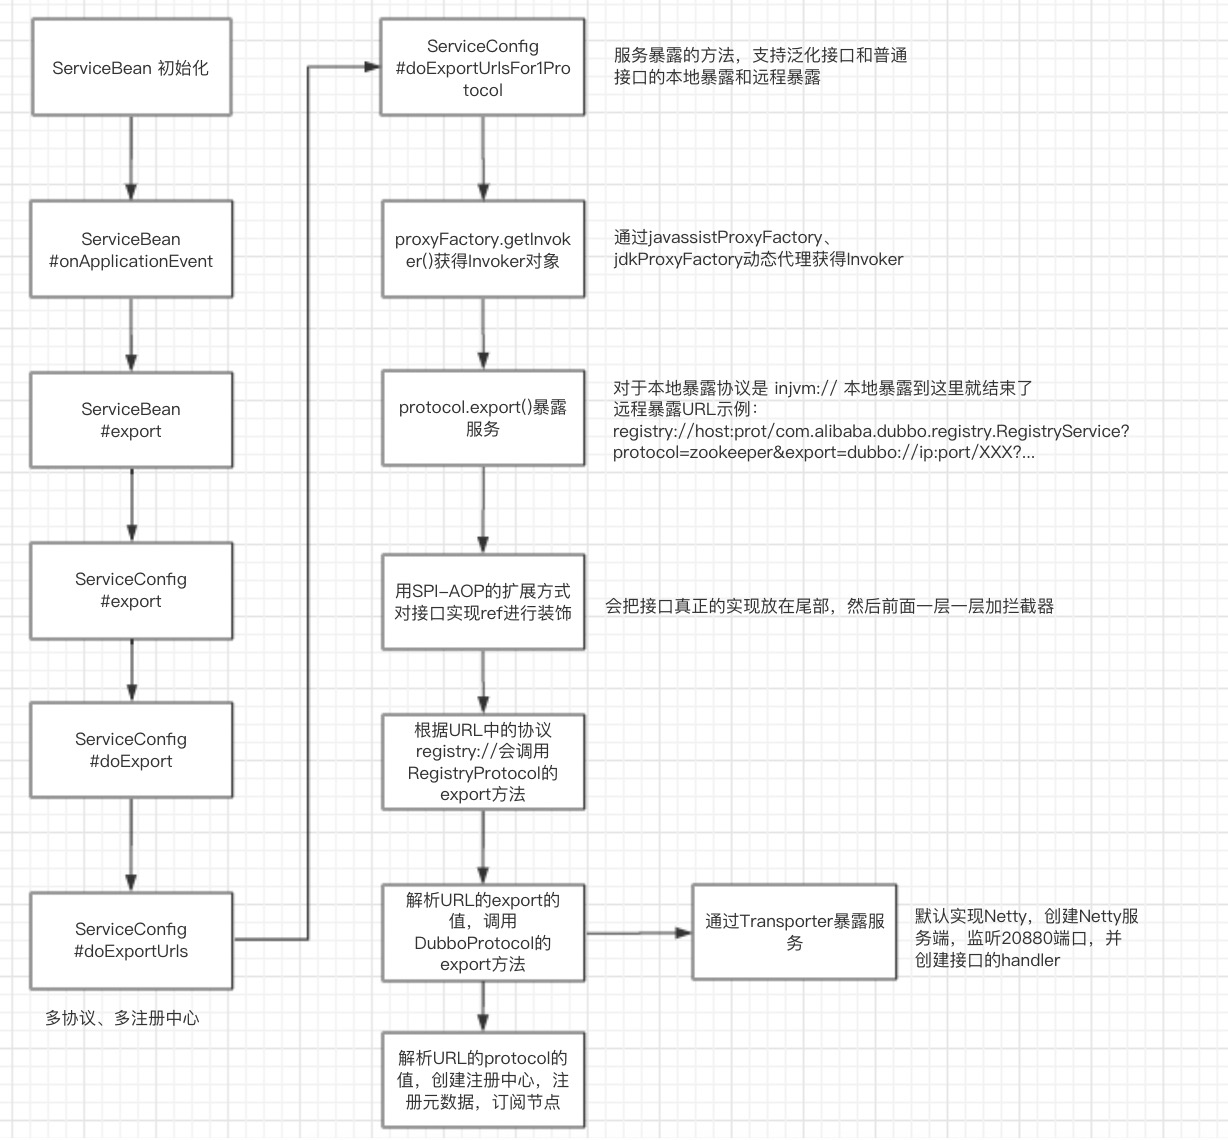 ServiceBean 初始化
ServiceBean
#onApplicationEvent
ServiceBean
#export
ServiceConfig
#export
ServiceConfig
#doExport
ServiceConfig
#doExportUrls
多协议、多注册中心
ServiceConfig
#doExportUrlsFor1Pro
tocol
服务暴露的方法，支持泛化接口和普通
接口的本地暴露和远程暴露
proxyFactory.getInvok
er()获得Invoker对象
通过javassistProxyFactory、
jdkProxyFactory动态代理获得Invoker
protocol.export()暴露
服务
对于本地暴露协议是 injvm:// 本地暴露到这里就结束了
远程暴露URL示例：
registry://host:prot/com.alibaba.dubbo.registry.RegistryService?
protocol=zookeeper&export=dubbo://ip:port/XXX?...
用SPI-AOP的扩展方式
对接口实现ref进行装饰
会把接口真正的实现放在尾部，然后前面一层一层加拦截器
根据URL中的协议
registry://会调用
RegistryProtocol的
export方法
解析URL的export的
值，调用
DubboProtocol的
export方法
通过Transporter暴露服
务
默认实现Netty，创建Netty服
务端，监听20880端口，并
创建接口的handler
解析URL的protocol的
值，创建注册中心，注
册元数据，订阅节点